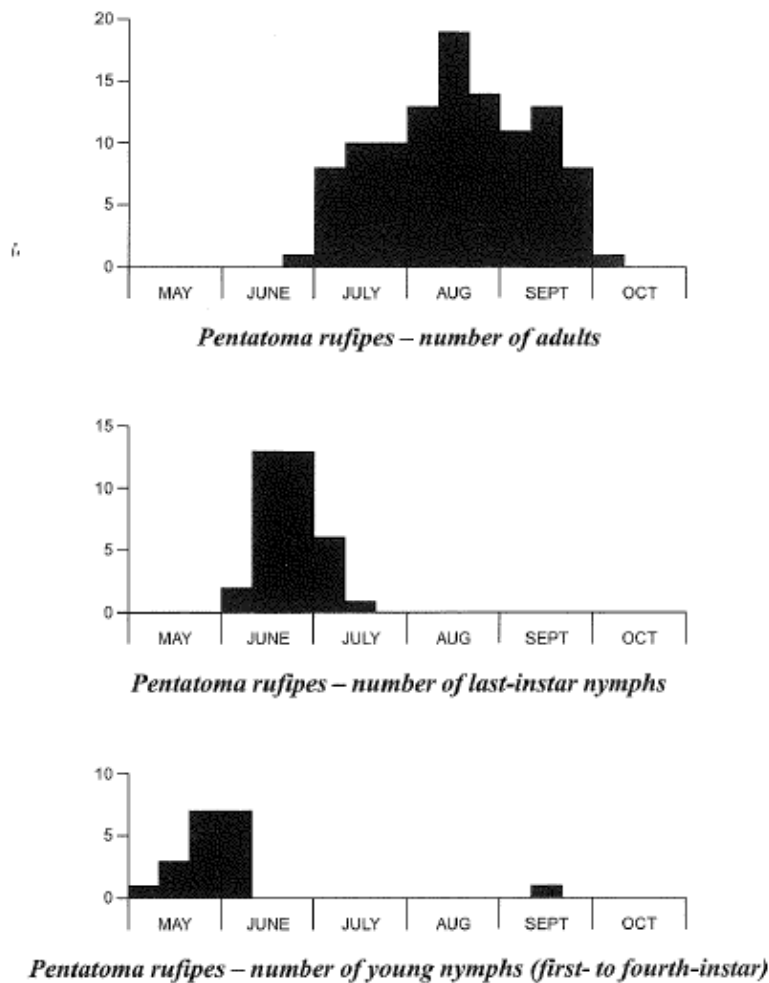 20
15
10
5
0
MAY JUNE JULY AUG SEPT OCT
Pentatoma rufipes – number of adults
15
10
5
0
MAY JUNE JULY AUG SEPT OCT
Pentatoma rufipes – number of last-instar nymphs
10
5
0
MAY JUNE JULY AUG SEPT OCT
Pentatoma rufipes – number of young nymphs (first- to fourth-instar)